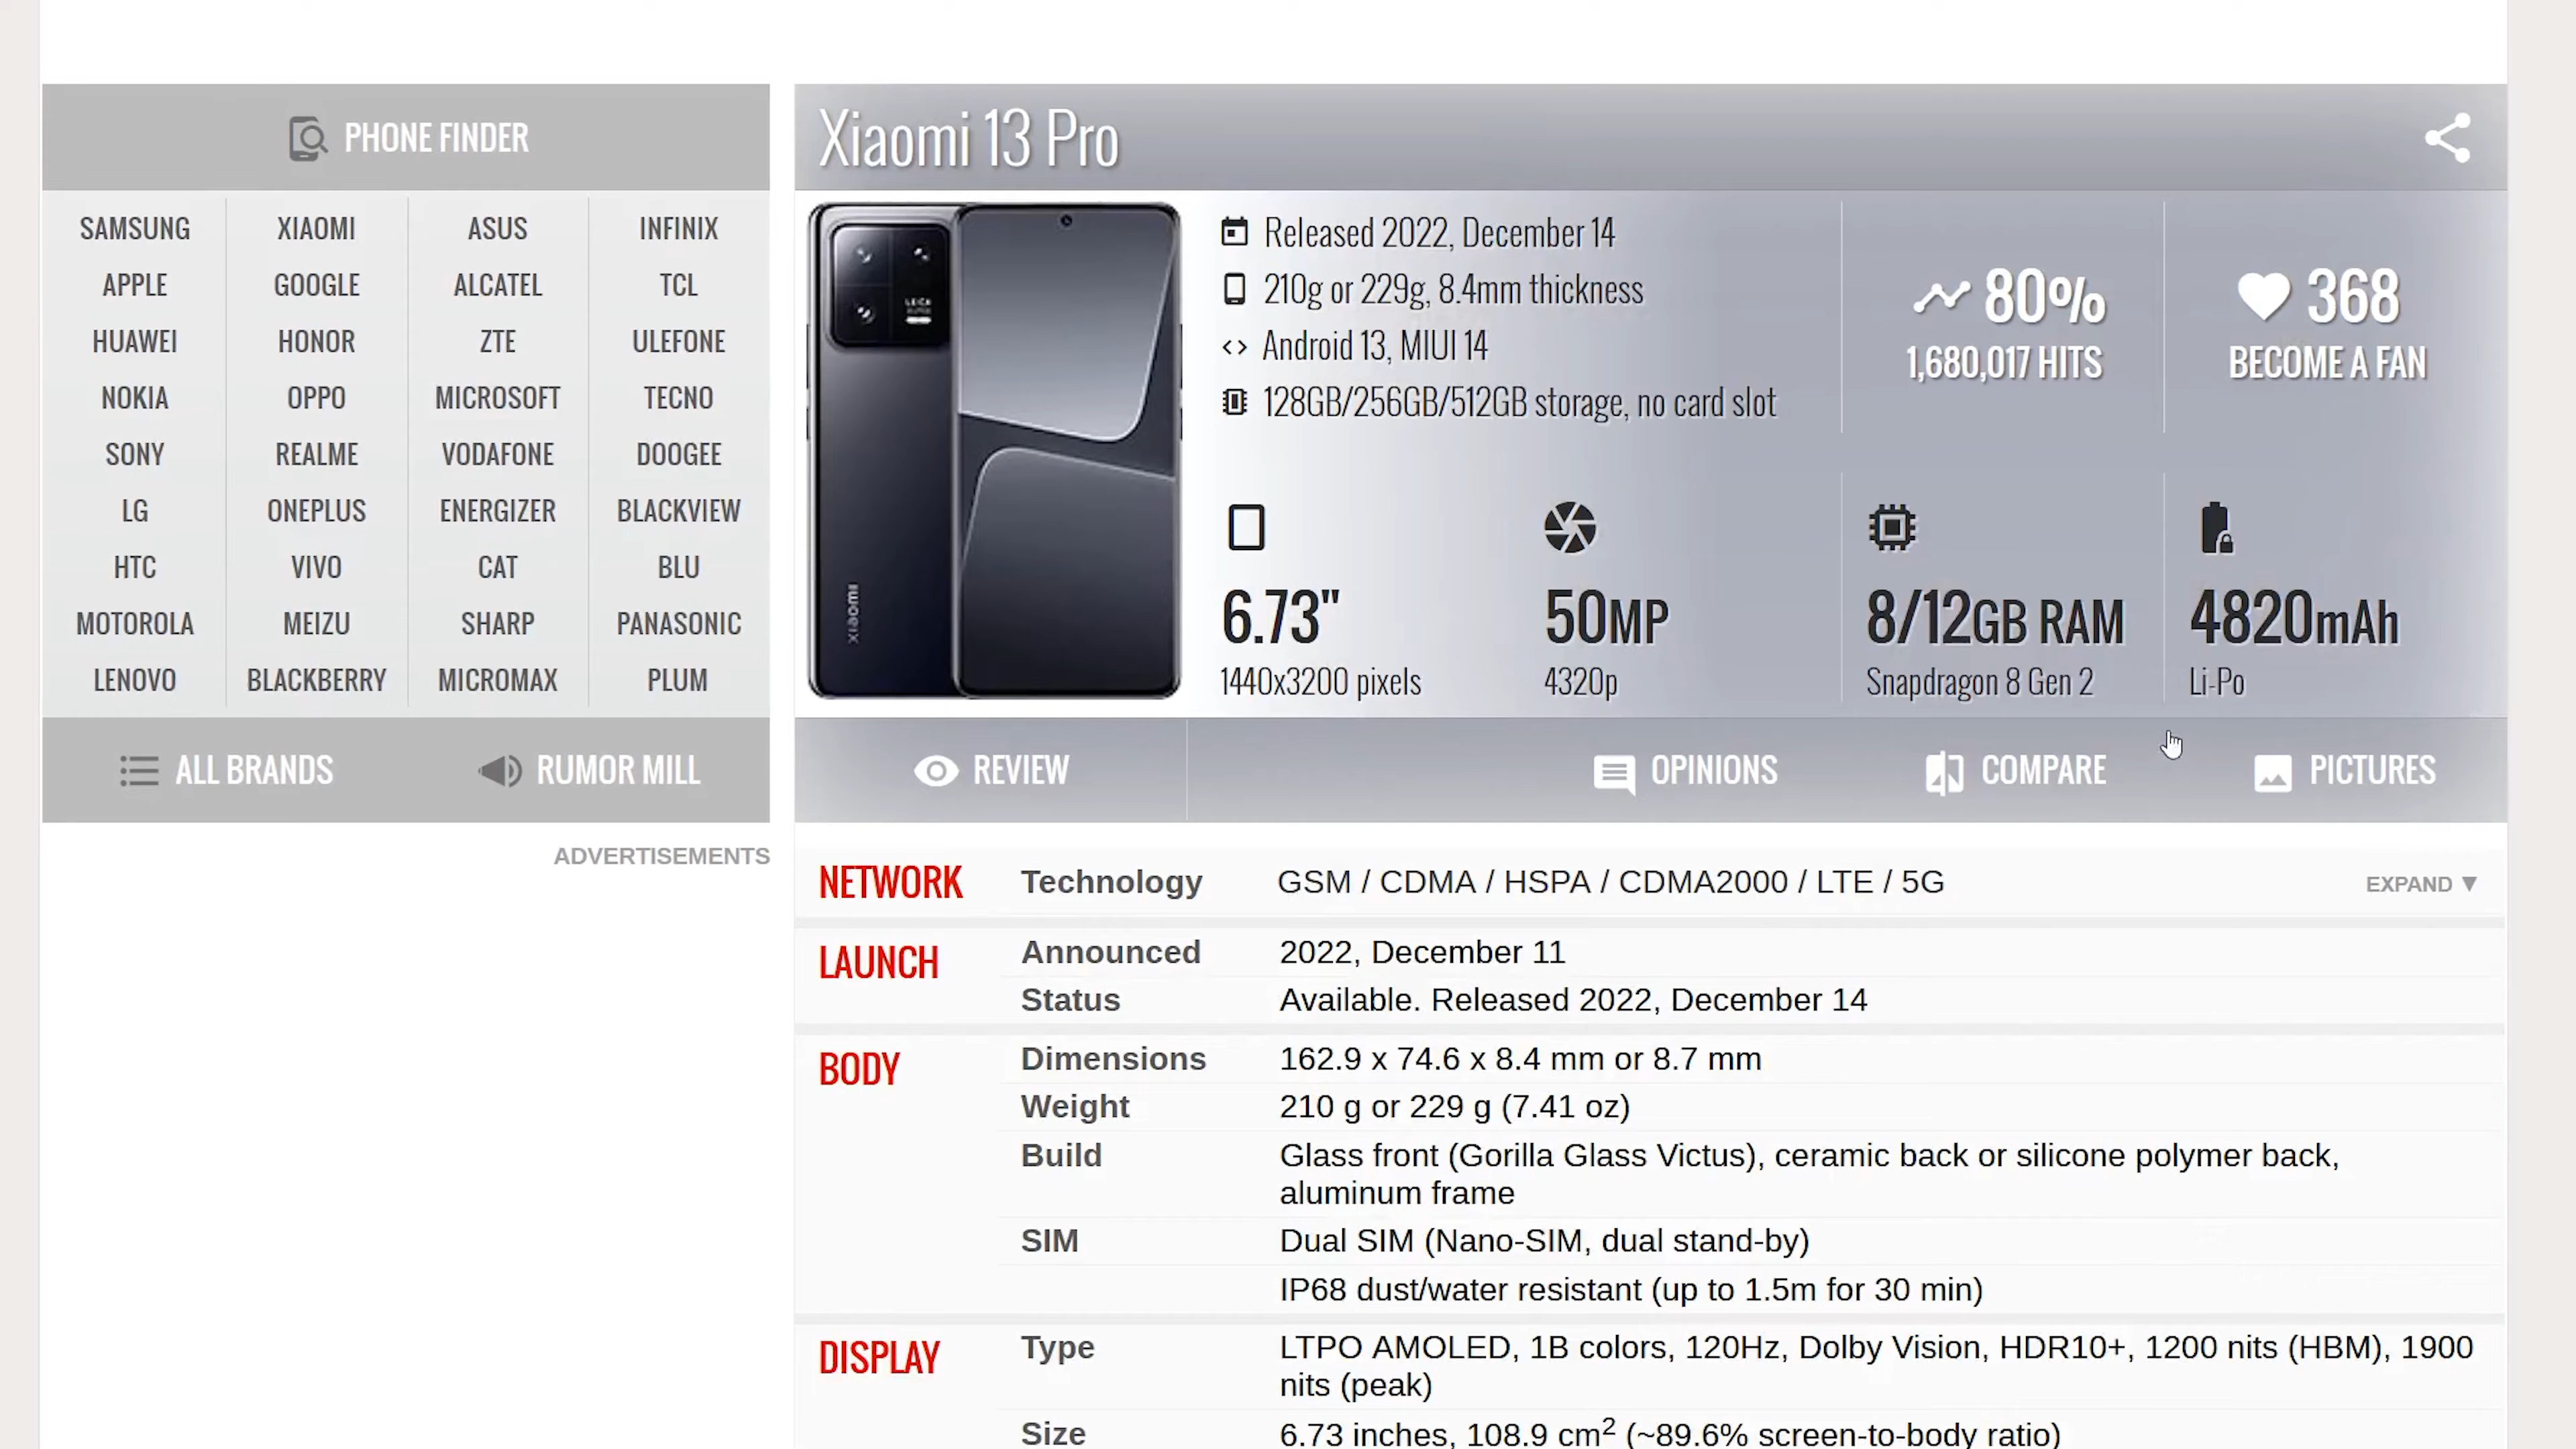 PHONE FINDER
SAMSUNG XIAOMI ASUS INFINIX
APPLE GOOGLE ALCATEL TCL
HUAWEI HONOR ZTE ULEFONE
NOKIA OPPO MICROSOFT TECNO
SONY REALME VODAFONE DOOGEE
LG ONEPLUS ENERGIZER BLACKVIEW
HTC VIVO CAT BLU
MOTOROLA MEIZU SHARP PANASONIC
LENOVO BLACKBERRY MICROMAX PLUM
ALL BRANDS RUMOR MILL
ADVERTISEMENTS
Xiaomi 13 Pro
LEICA
xiaomi
Released 2022, December 14
210g or 229g, 8.4mm thickness
Android 13, MIUI 14
128GB/256GB/512GB storage, no card slot
80%
1,680,017 HITS
368
BECOME A FAN
6.73"
1440x3200 pixels
50MP
4320p
8/12GB RAM
Snapdragon 8 Gen 2
4820mAh
Li-Po
REVIEW OPINIONS COMPARE PICTURES
NETWORK Technology GSM / CDMA / HSPA / CDMA2000 / LTE / 5G EXPAND ▼
LAUNCH Announced 2022, December 11
Status Available. Released 2022, December 14
BODY Dimensions 162.9 x 74.6 x 8.4 mm or 8.7 mm
Weight 210 g or 229 g (7.41 oz)
Build Glass front (Gorilla Glass Victus), ceramic back or silicone polymer back,
aluminum frame
SIM Dual SIM (Nano-SIM, dual stand-by)
IP68 dust/water resistant (up to 1.5m for 30 min)
DISPLAY Type LTPO AMOLED, 1B colors, 120Hz, Dolby Vision, HDR10+, 1200 nits (HBM), 1900
nits (peak)
Size 6.73 inches, 108.9 cm² (~89.6% screen-to-body ratio)